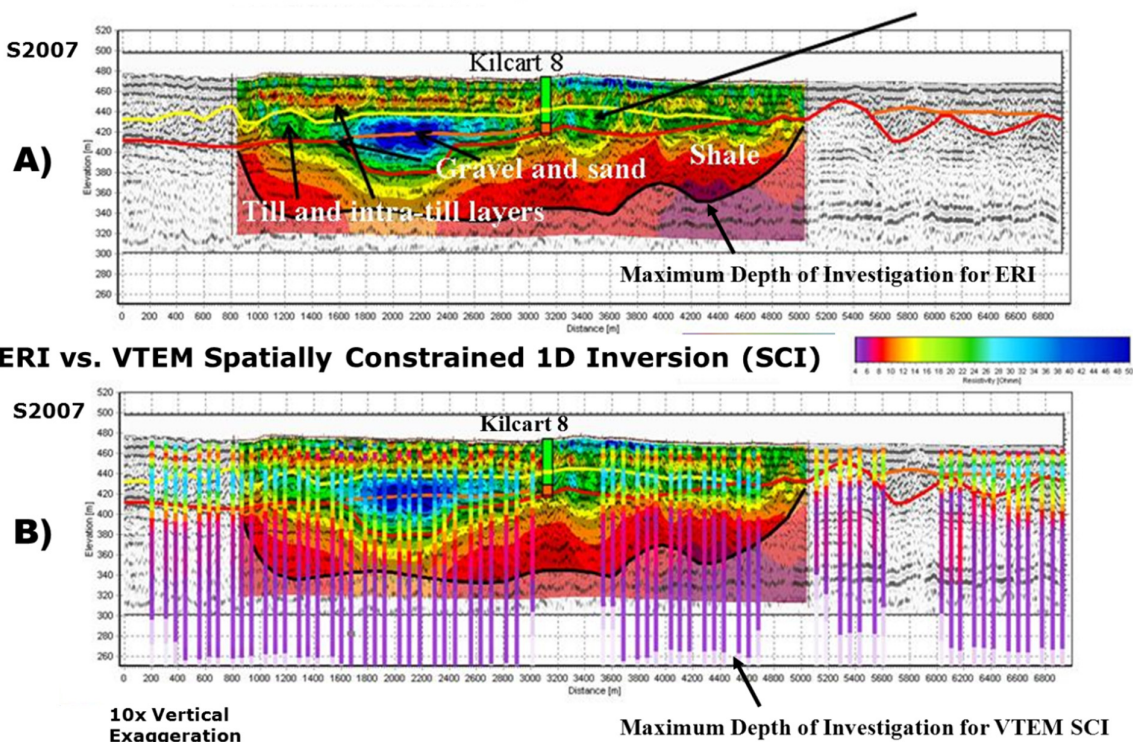 S2007
A)
520
500
480
460
440
420
400
380
360
340
320
300
280
260
Elevation [m]
Kilcart 8
Gravel and sand
Shale
Till and intra-till layers
Maximum Depth of Investigation for ERI
0 200 400 600 800 1000 1200 1400 1600 1800 2000 2200 2400 2600 2800 3000 3200 3400 3600 3800 4000 4200 4400 4600 4800 5000 5200 5400 5600 5800 6000 6200 6400 6600 6800
Distance [m]
ERI vs. VTEM Spatially Constrained 1D Inversion (SCI)
4 6 8 10 12 14 16 18 20 22 24 26 28 30 32 34 36 38 40 42 44 46 48 50
Resistivity [Ohmm]
S2007
B)
520
500
480
460
440
420
400
380
360
340
320
300
280
260
Elevation [m]
Kilcart 8
0 200 400 600 800 1000 1200 1400 1600 1800 2000 2200 2400 2600 2800 3000 3200 3400 3600 3800 4000 4200 4400 4600 4800 5000 5200 5400 5600 5800 6000 6200 6400 6600 6800
Distance [m]
10x Vertical
Exaggeration
Maximum Depth of Investigation for VTEM SCI